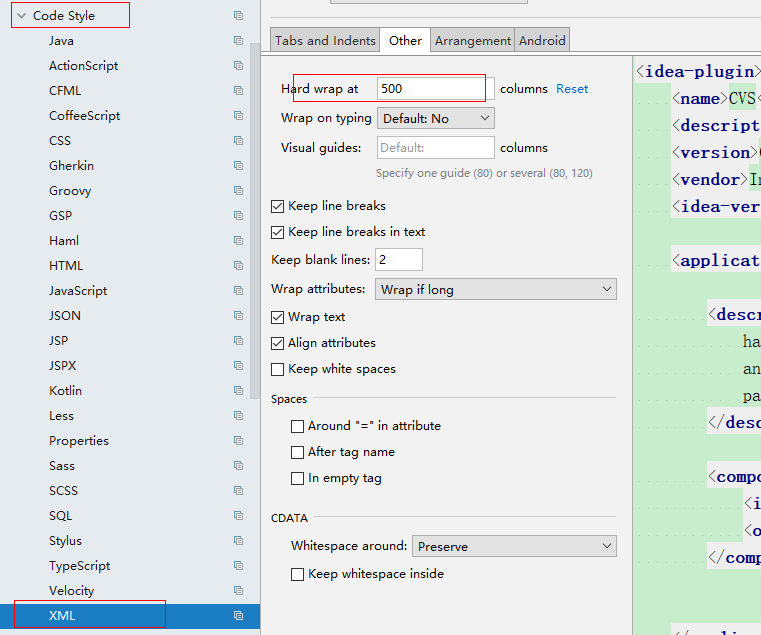 Code Style
Java
ActionScript
CFML
CoffeeScript
CSS
Gherkin
Groovy
GSP
Haml
HTML
JavaScript
JSON
JSP
JSPX
Kotlin
Less
Properties
Sass
SCSS
SQL
Stylus
TypeScript
Velocity
XML
Tabs and Indents Other Arrangement Android
Hard wrap at 500 columns Reset
Wrap on typing Default: No
Visual guides: Default: columns
Specify one guide (80) or several (80, 120)
Keep line breaks
Keep line breaks in text
Keep blank lines: 2
Wrap attributes: Wrap if long
Wrap text
Align attributes
Keep white spaces
Spaces
Around "=" in attribute
After tag name
In empty tag
CDATA
Whitespace around: Preserve
Keep whitespace inside
<idea-plugin>
<name>CVS<
<descript
<version>
<vendor>In
<idea-ver
<applicat
<descr
ha
an
pa
</desc
<compo
<i
<o
</comp
</appli